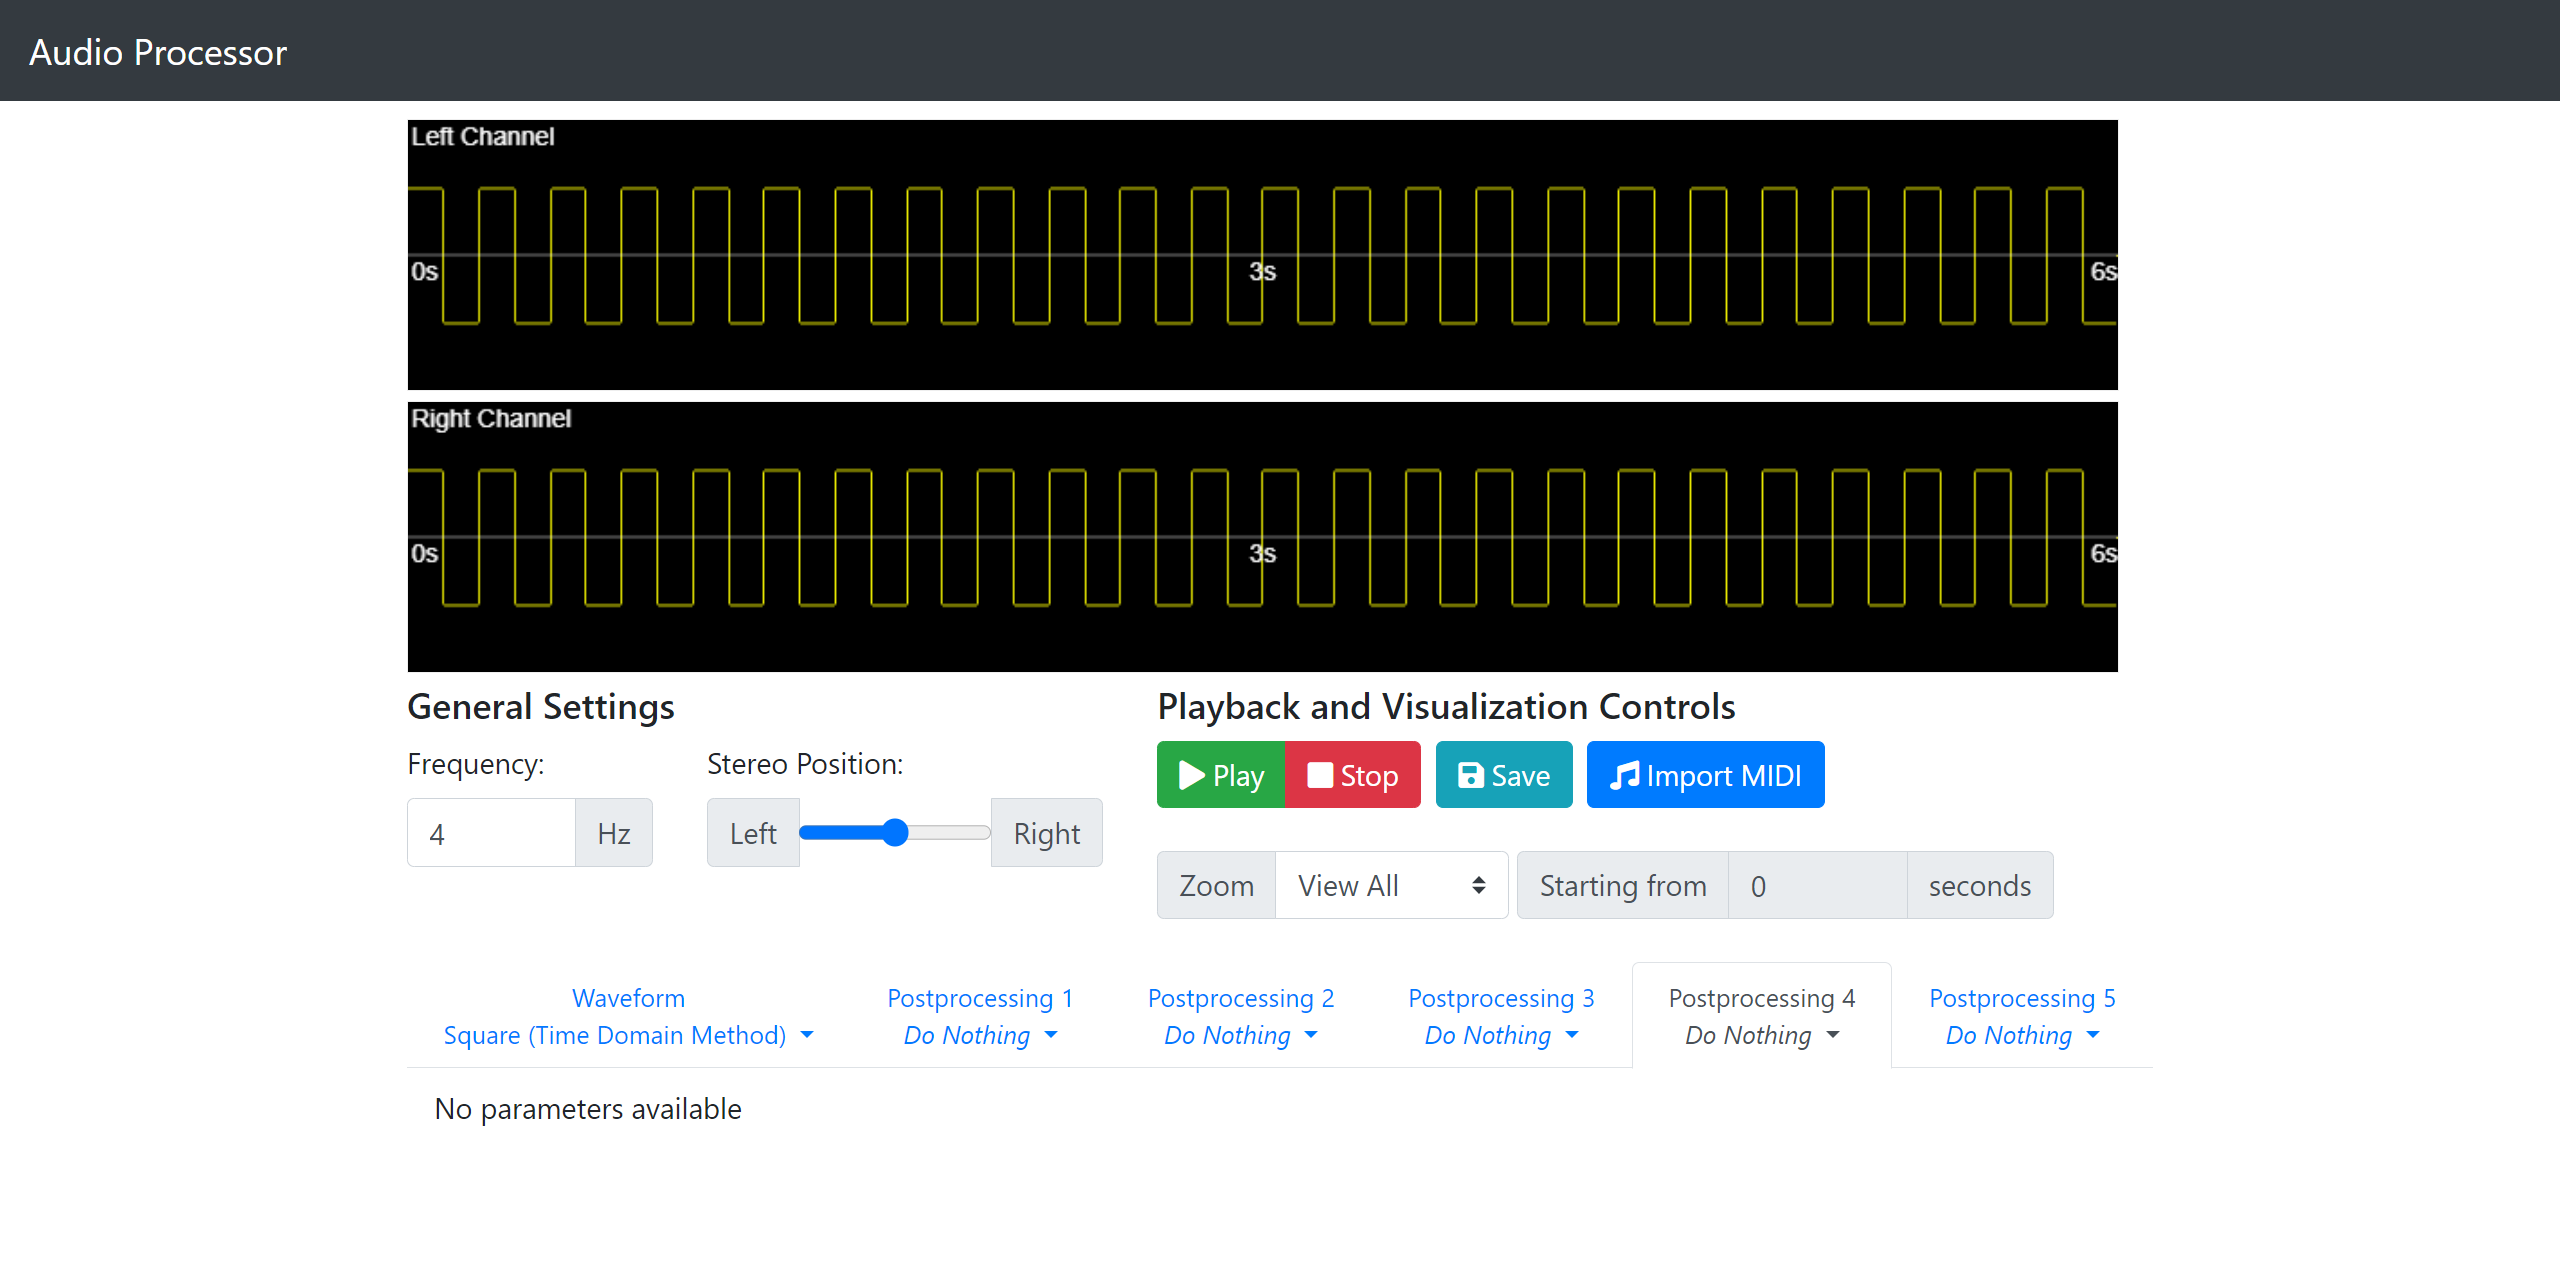 Audio Processor
Left Channel
0s 3s 6s
Right Channel
0s 3s 6s
General Settings
Frequency:
4 Hz
Stereo Position:
Left Right
Playback and Visualization Controls
Play Stop Save Import MIDI
Zoom View All Starting from 0 seconds
Waveform Postprocessing 1 Postprocessing 2 Postprocessing 3 Postprocessing 4 Postprocessing 5
Square (Time Domain Method) Do Nothing Do Nothing Do Nothing Do Nothing Do Nothing
No parameters available